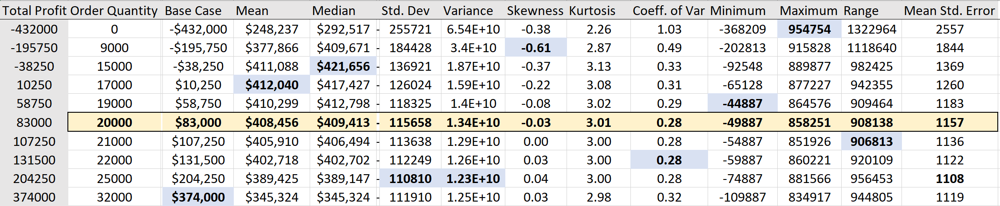 Total Profit Order Quantity Base Case Mean Median Std. Dev Variance Skewness Kurtosis Coeff. of Var Minimum Maximum Range Mean Std. Error
-432000 0 -$432,000 $248,237 $292,517 - 255721 6.54E+10 -0.38 2.26 1.03 -368209 954754 1322964 2557
-195750 9000 -$195,750 $377,866 $409,671 - 184428 3.4E+10 -0.61 2.87 0.49 -202813 915828 1118640 1844
-38250 15000 -$38,250 $411,088 $421,656 - 136921 1.87E+10 -0.37 3.13 0.33 -92548 889877 982425 1369
10250 17000 $10,250 $412,040 $417,427 - 126024 1.59E+10 -0.22 3.08 0.31 -65128 877227 942355 1260
58750 19000 $58,750 $410,299 $412,798 - 118325 1.4E+10 -0.08 3.02 0.29 -44887 864576 909464 1183
83000 20000 $83,000 $408,456 $409,413 - 115658 1.34E+10 -0.03 3.01 0.28 -49887 858251 908138 1157
107250 21000 $107,250 $405,910 $406,494 - 113638 1.29E+10 0.00 3.00 0.28 -54887 851926 906813 1136
131500 22000 $131,500 $402,718 $402,702 - 112249 1.26E+10 0.03 3.00 0.28 -59887 860221 920109 1122
204250 25000 $204,250 $389,425 $389,147 - 110810 1.23E+10 0.04 3.00 0.28 -74887 881566 956453 1108
374000 32000 $374,000 $345,324 $345,324 - 111910 1.25E+10 0.03 2.98 0.32 -109887 834917 944805 1119